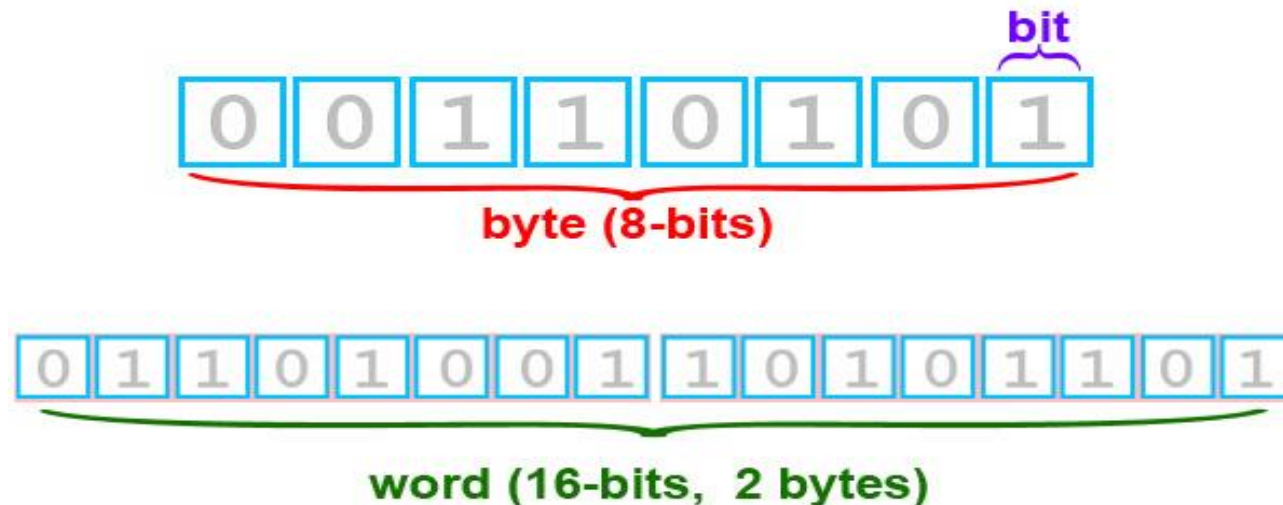 bit
0 0 1 1 0 1 0 1
byte (8-bits)
0 1 1 0 1 0 0 1 1 0 1 0 1 1 0 1
word (16-bits, 2 bytes)